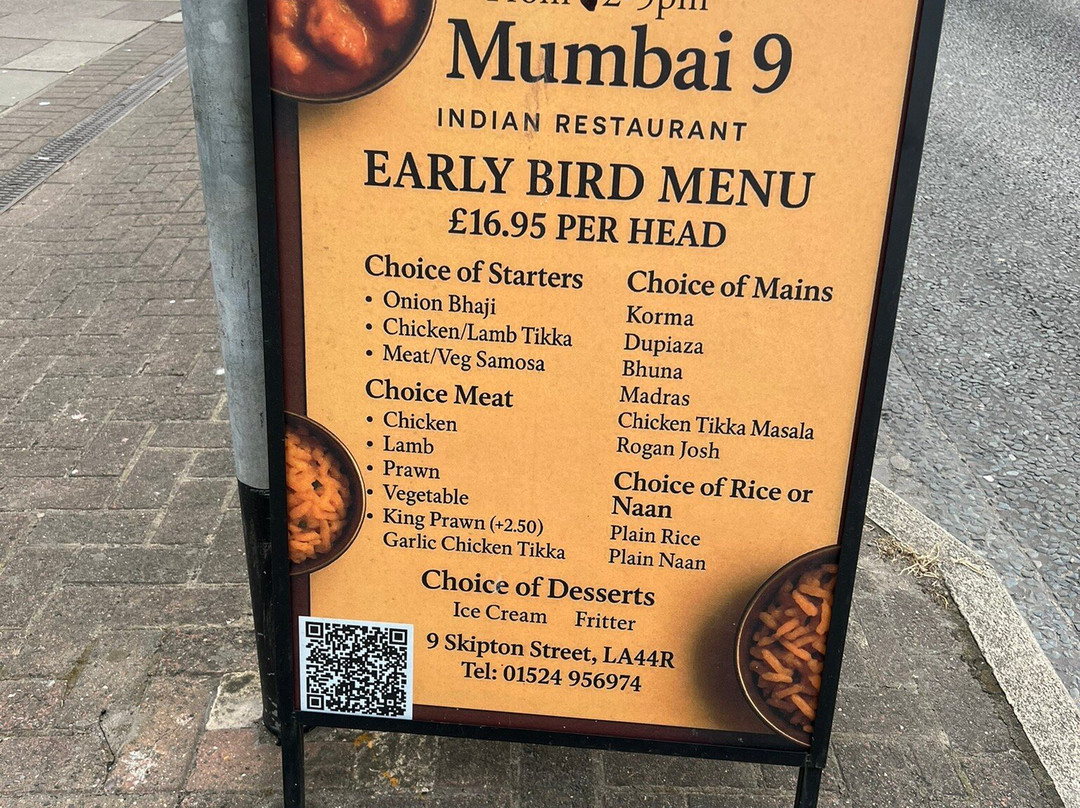 Mumbai 9
INDIAN RESTAURANT
EARLY BIRD MENU
£16.95 PER HEAD
Choice of Starters
• Onion Bhaji
• Chicken/Lamb Tikka
• Meat/Veg Samosa
Choice Meat
• Chicken
• Lamb
• Prawn
• Vegetable
• King Prawn (+2.50)
Garlic Chicken Tikka
Choice of Mains
Korma
Dupiaza
Bhuna
Madras
Chicken Tikka Masala
Rogan Josh
Choice of Rice or
Naan
Plain Rice
Plain Naan
Choice of Desserts
Ice Cream Fritter
9 Skipton Street, LA44R
Tel: 01524 956974